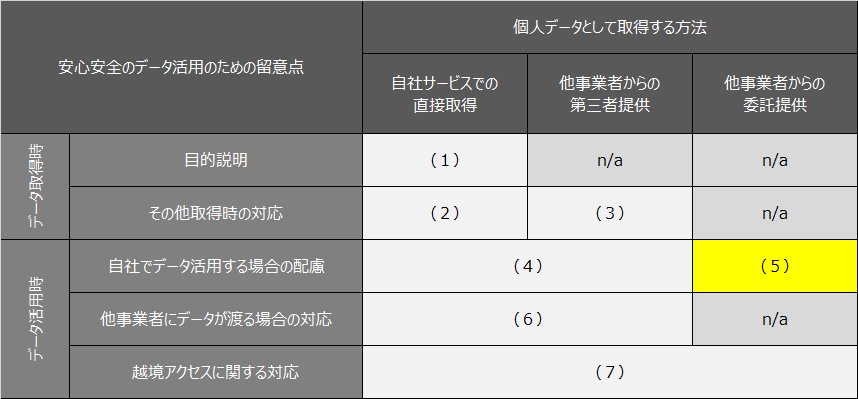 安心安全のデータ活用のための留意点
個人データとして取得する方法
自社サービスでの
直接取得
他事業者からの
第三者提供
他事業者からの
委託提供
データ取得時
目的説明
（１）
n/a
n/a
その他取得時の対応
（２）
（３）
n/a
データ活用時
自社でデータ活用する場合の配慮
（４）
（５）
他事業者にデータが渡る場合の対応
（６）
n/a
越境アクセスに関する対応
（７）